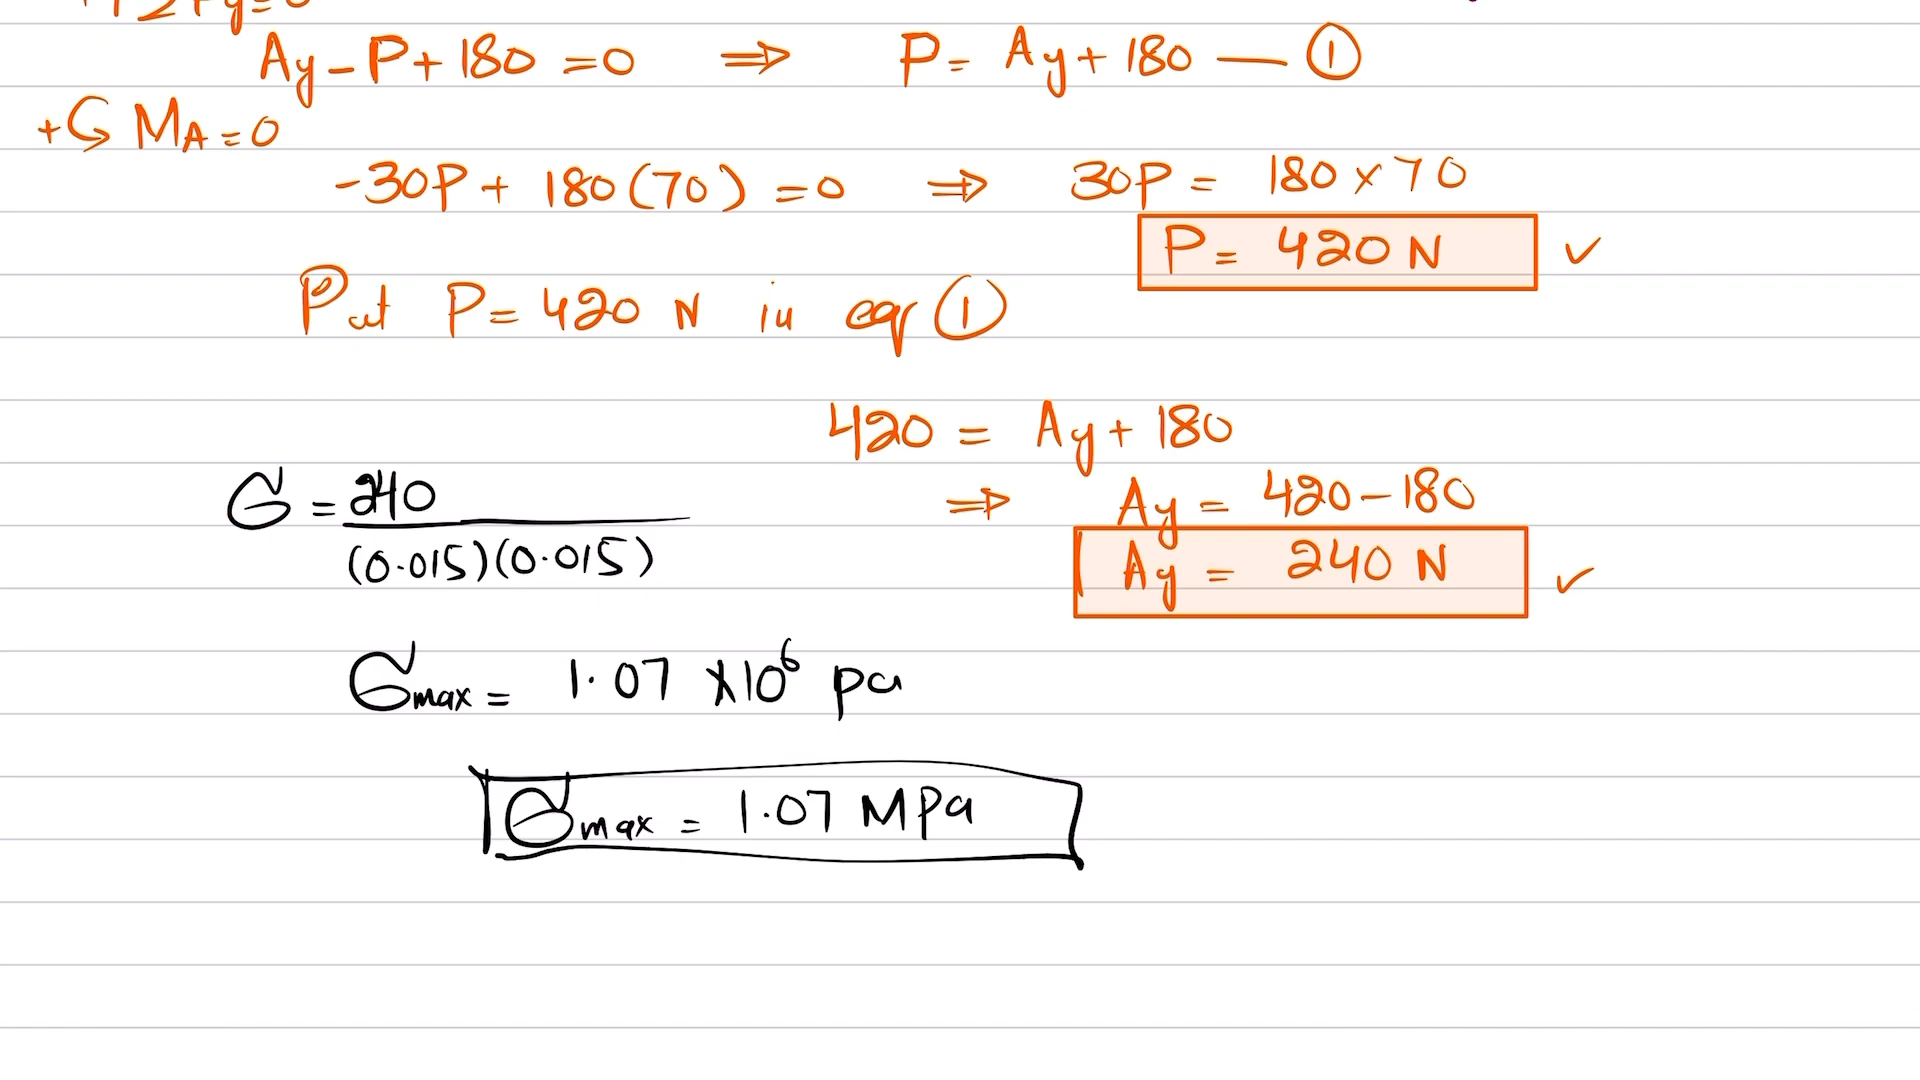 +↑ΣFy=0
Ay-P+180=0 ⇒ P= Ay+180 — ①
+↺ MA=0
-30P+ 180(70)=0 ⇒ 30P= 180×70
P= 420 N ✓
Put P=420 N in eq ①
420 = Ay+180
⇒ Ay= 420-180
Ay= 240 N ✓
σ = 240
(0.015)(0.015)
σmax= 1.07 ×10⁶ pa
σmax = 1.07 MPa